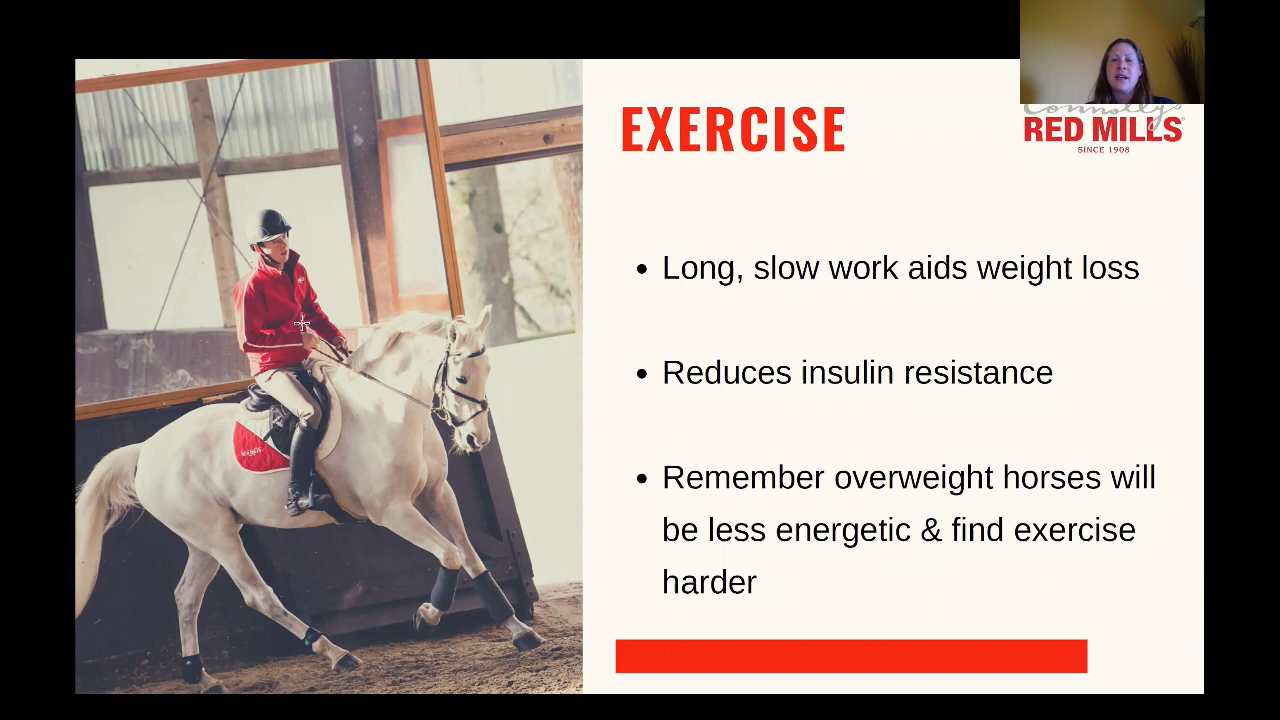 EXERCISE
Connolly's
RED MILLS
SINCE 1908
Long, slow work aids weight loss
Reduces insulin resistance
Remember overweight horses will
be less energetic & find exercise
harder